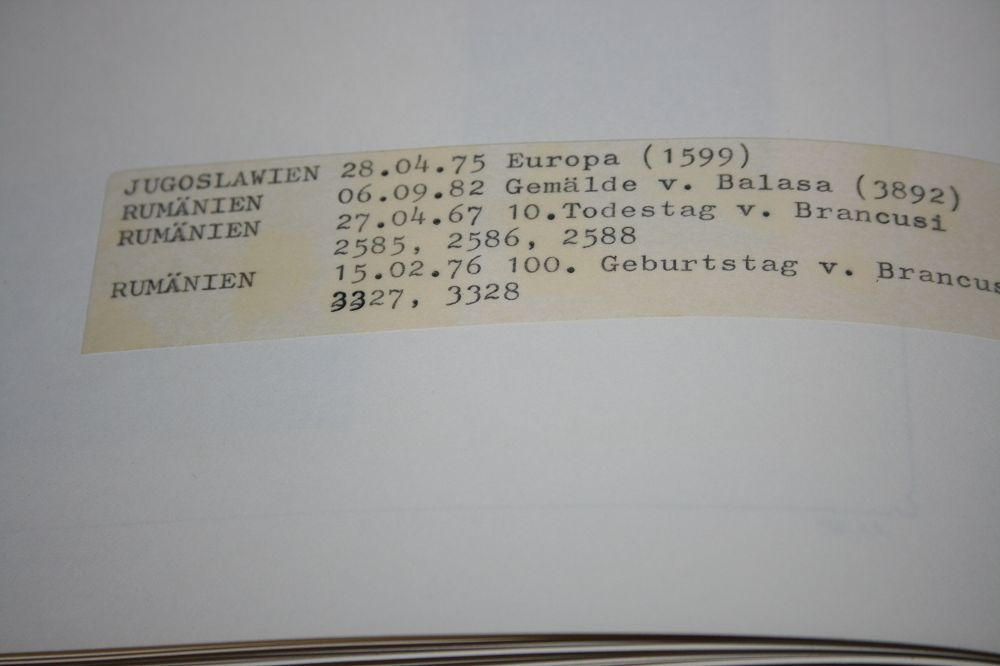 JUGOSLAWIEN 28.04.75 Europa (1599)
RUMÄNIEN 06.09.82 Gemälde v. Balasa (3892)
RUMÄNIEN 27.04.67 10.Todestag v. Brancusi
2585, 2586, 2588
RUMÄNIEN 15.02.76 100. Geburtstag v. Brancus
3327, 3328